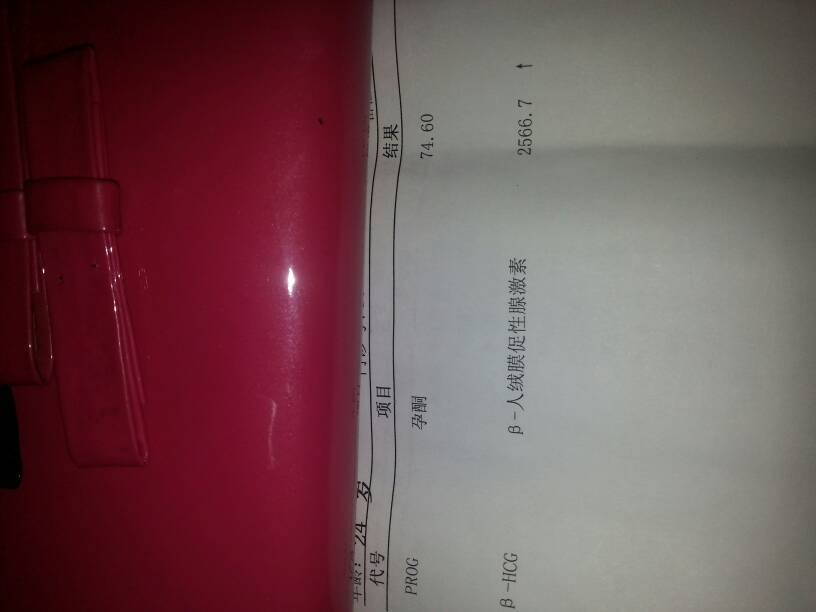 年龄: 24 岁
代号 项目 结果
PROG 孕酮 74.60
β-HCG β-人绒膜促性腺激素 2566.7 ↑